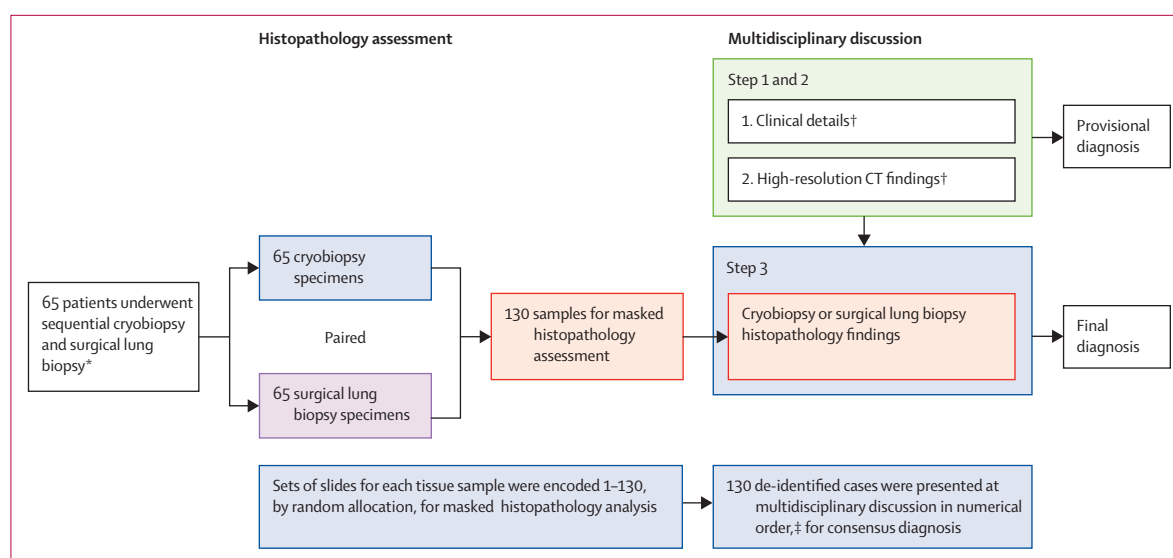 Histopathology assessment
Multidisciplinary discussion
Step 1 and 2
1. Clinical details†
2. High-resolution CT findings†
Provisional
diagnosis
65 patients underwent
sequential cryobiopsy
and surgical lung
biopsy*
65 cryobiopsy
specimens
Paired
65 surgical lung
biopsy specimens
130 samples for masked
histopathology
assessment
Step 3
Cryobiopsy or surgical lung biopsy
histopathology findings
Final
diagnosis
Sets of slides for each tissue sample were encoded 1–130,
by random allocation, for masked histopathology analysis
130 de-identified cases were presented at
multidisciplinary discussion in numerical
order,‡ for consensus diagnosis